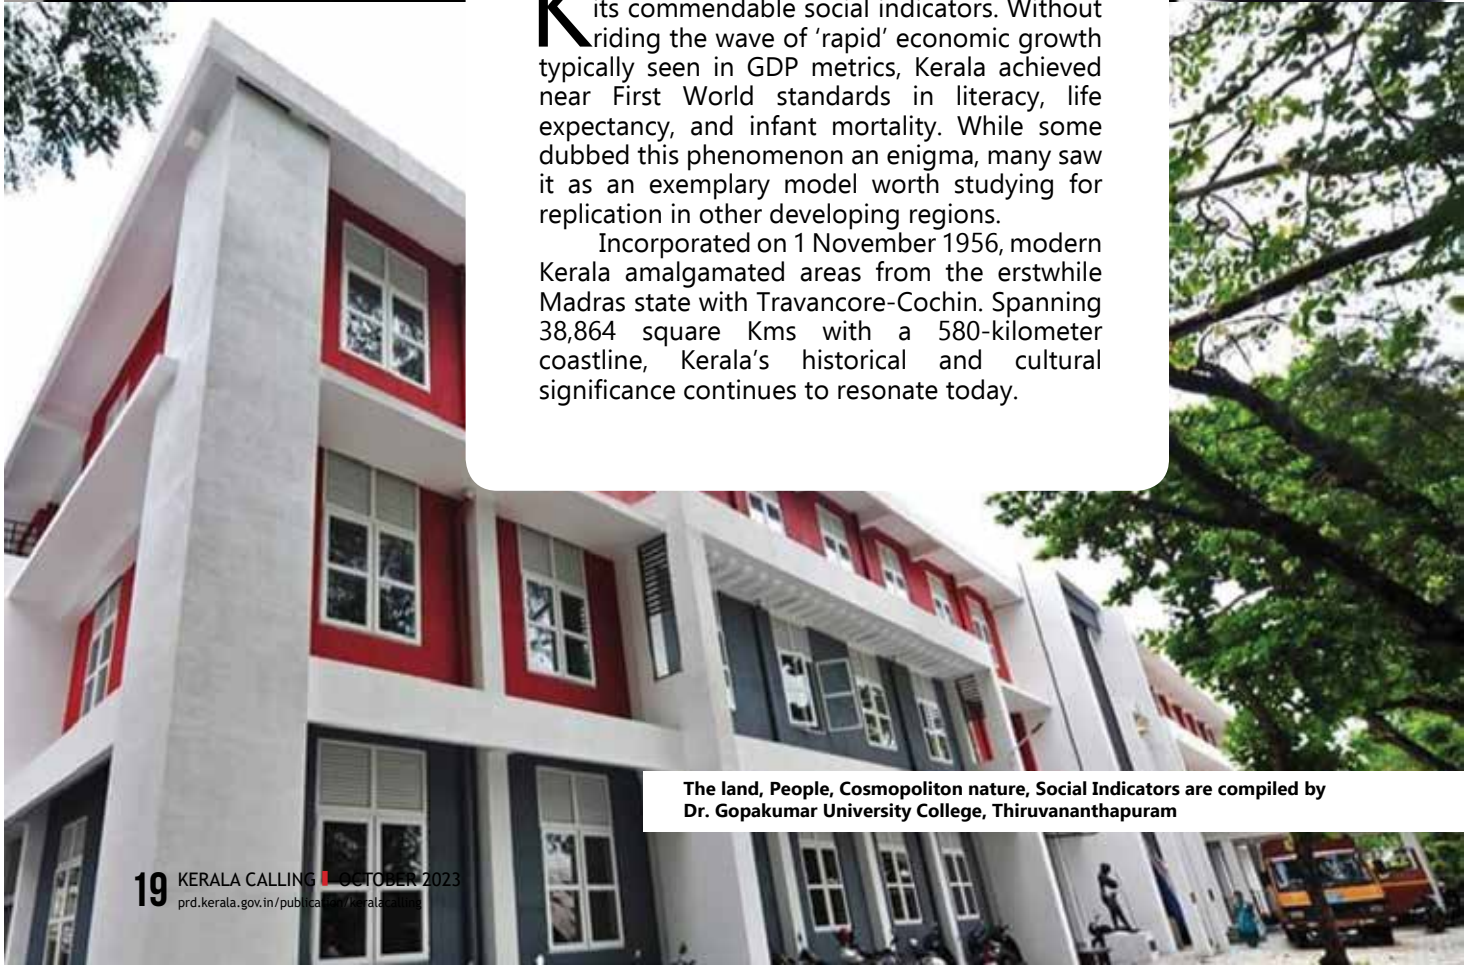 K its commendable social indicators. Without
riding the wave of ‘rapid’ economic growth
typically seen in GDP metrics, Kerala achieved
near First World standards in literacy, life
expectancy, and infant mortality. While some
dubbed this phenomenon an enigma, many saw
it as an exemplary model worth studying for
replication in other developing regions.
Incorporated on 1 November 1956, modern
Kerala amalgamated areas from the erstwhile
Madras state with Travancore-Cochin. Spanning
38,864 square Kms with a 580-kilometer
coastline, Kerala’s historical and cultural
significance continues to resonate today.
The land, People, Cosmopoliton nature, Social Indicators are compiled by
Dr. Gopakumar University College, Thiruvananthapuram
19 KERALA CALLING OCTOBER 2023
prd.kerala.gov.in/publication/keralacalling